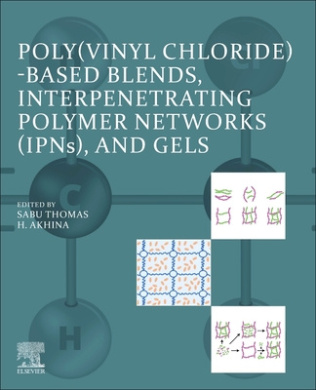 POLY(VINYL CHLORIDE)
-BASED BLENDS,
INTERPENETRATING
POLYMER NETWORKS
(IPNs), AND GELS
EDITED BY
SABU THOMAS
H. AKHINA
C
H
ELSEVIER